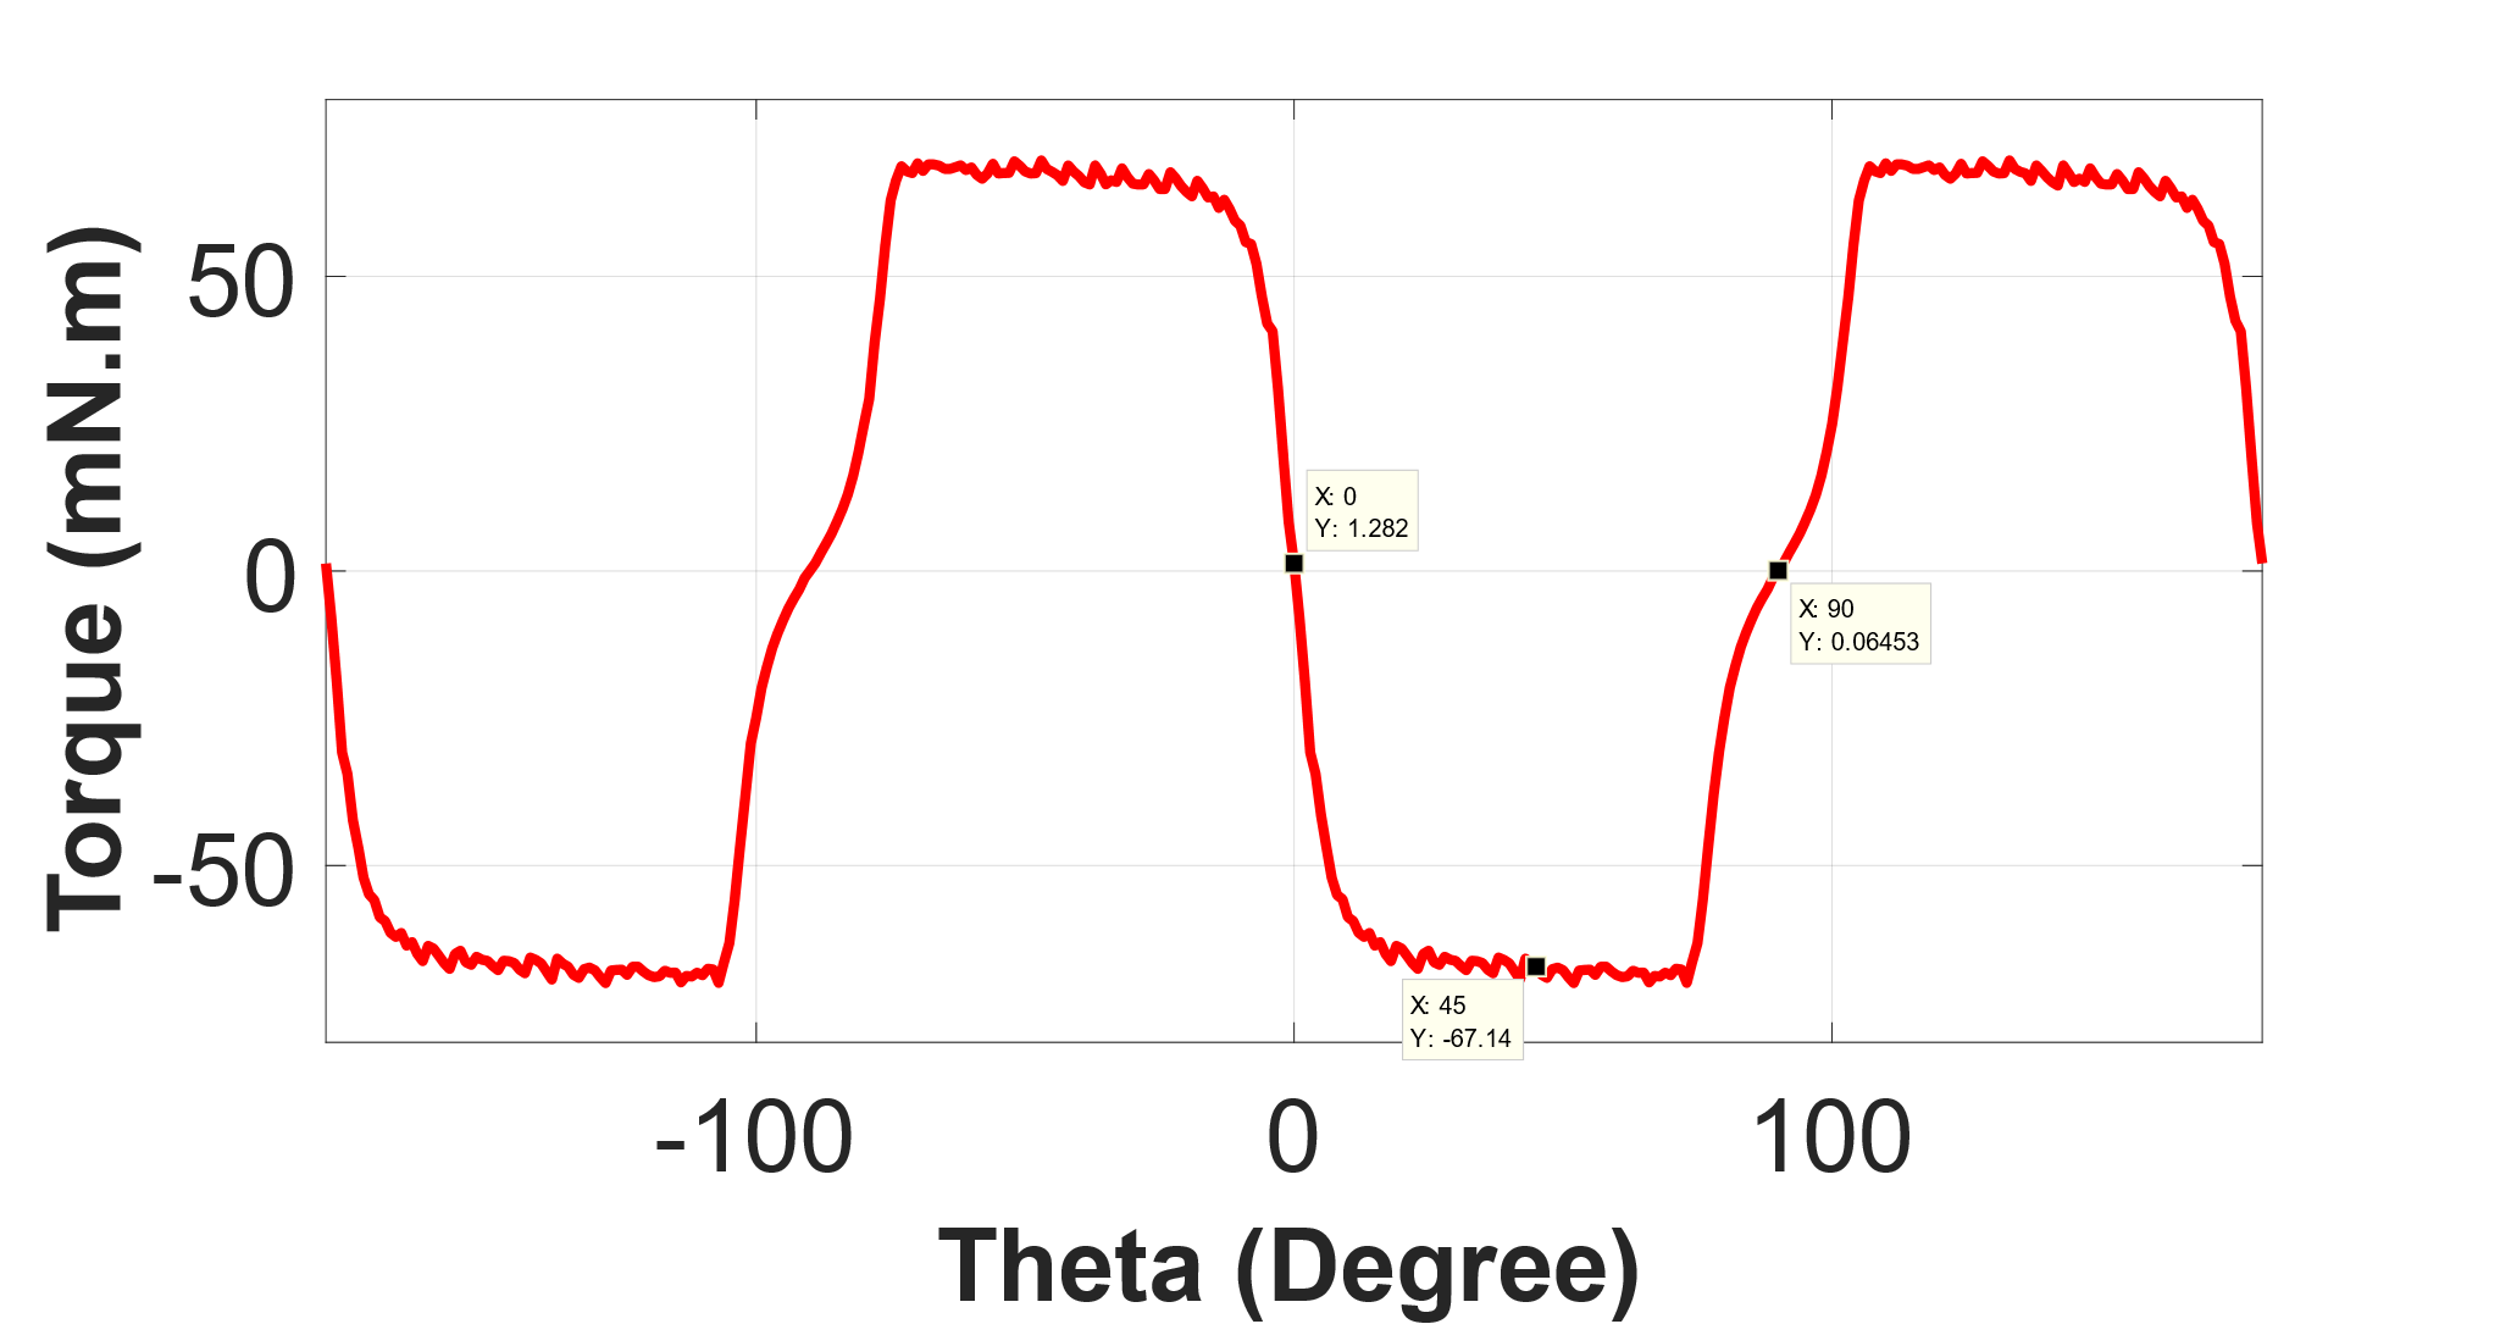 Torque (mN.m)
50
0
-50
X: 0
Y: 1.282
X: 90
Y: 0.06453
X: 45
Y: -67.14
-100
0
100
Theta (Degree)